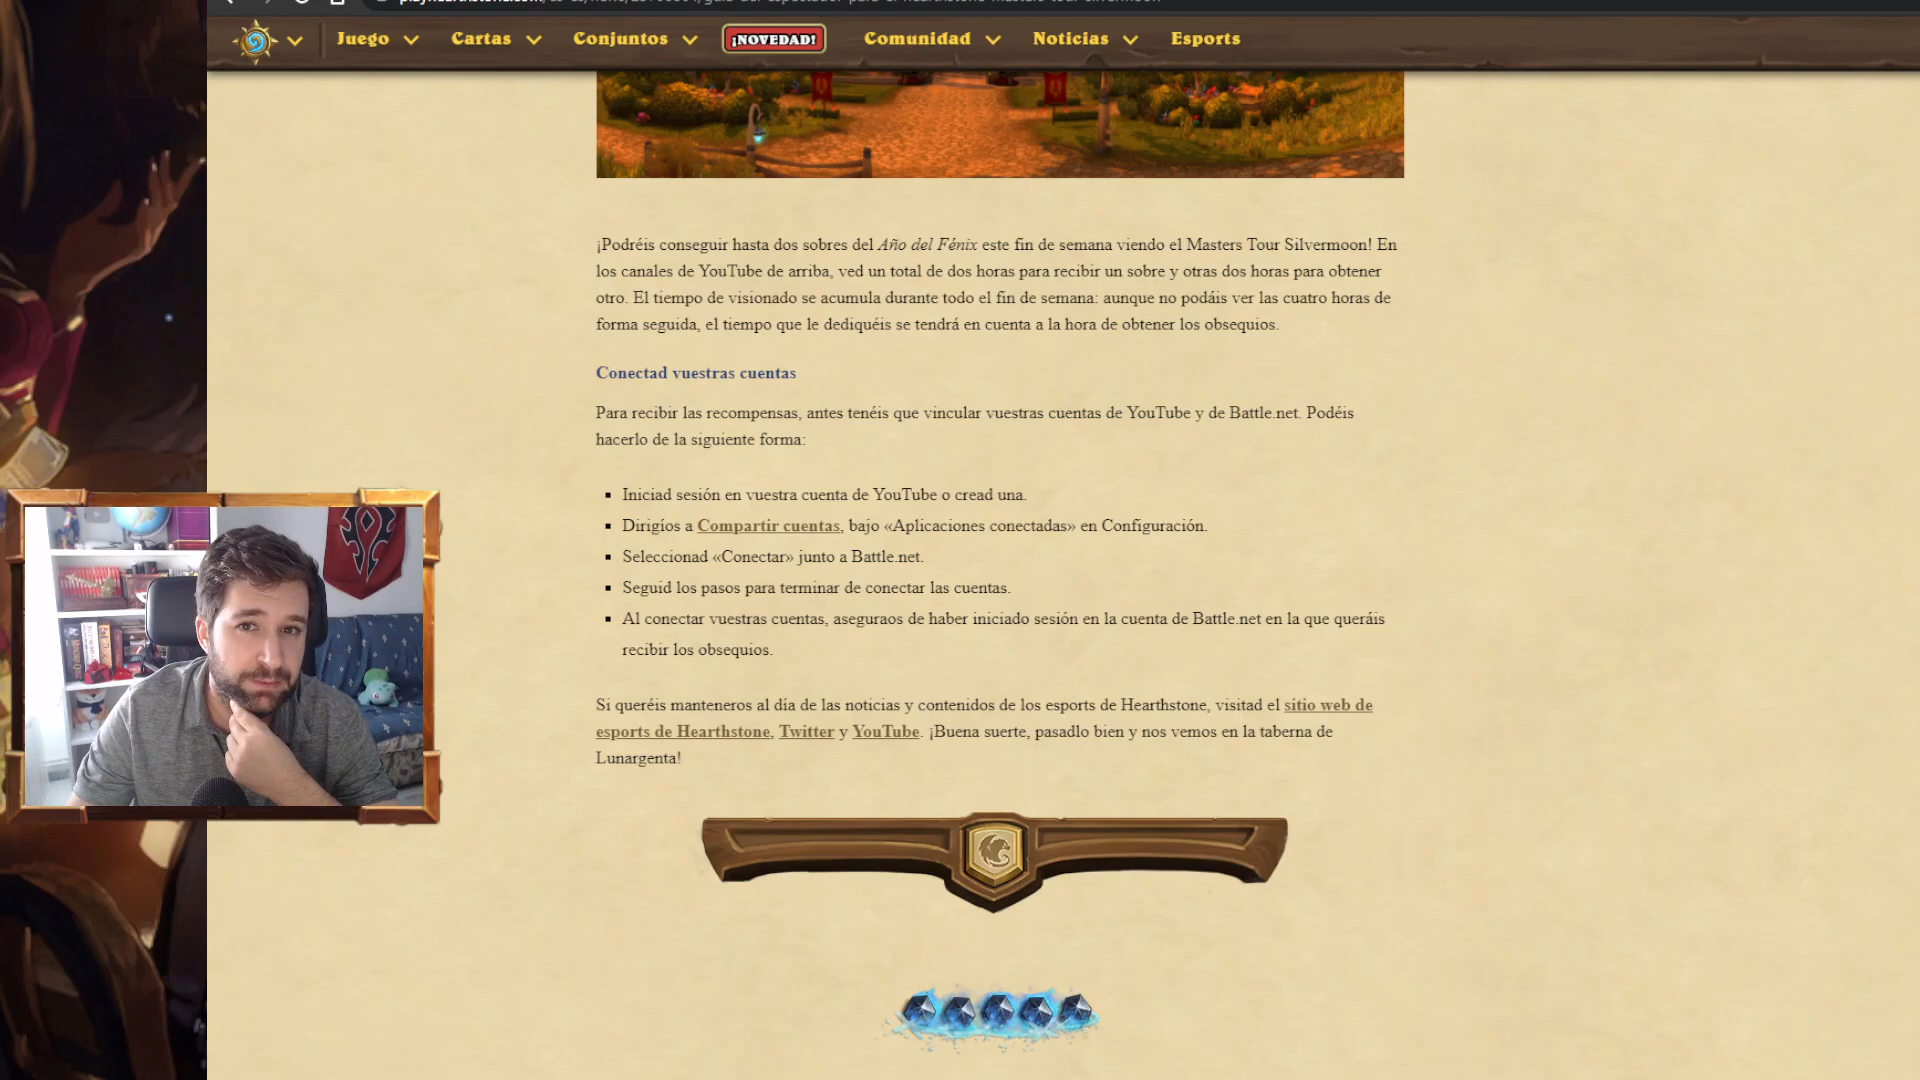 Juego
Cartas
Conjuntos
¡NOVEDAD!
Comunidad
Noticias
Esports
¡Podréis conseguir hasta dos sobres del Año del Fénix este fin de semana viendo el Masters Tour Silvermoon! En
los canales de YouTube de arriba, ved un total de dos horas para recibir un sobre y otras dos horas para obtener
otro. El tiempo de visionado se acumula durante todo el fin de semana: aunque no podáis ver las cuatro horas de
forma seguida, el tiempo que le dediquéis se tendrá en cuenta a la hora de obtener los obsequios.
Conectad vuestras cuentas
Para recibir las recompensas, antes tenéis que vincular vuestras cuentas de YouTube y de Battle.net. Podéis
hacerlo de la siguiente forma:
▪ Iniciad sesión en vuestra cuenta de YouTube o cread una.
▪ Dirigíos a Compartir cuentas, bajo «Aplicaciones conectadas» en Configuración.
▪ Seleccionad «Conectar» junto a Battle.net.
▪ Seguid los pasos para terminar de conectar las cuentas.
▪ Al conectar vuestras cuentas, aseguraos de haber iniciado sesión en la cuenta de Battle.net en la que queráis
recibir los obsequios.
Si queréis manteneros al día de las noticias y contenidos de los esports de Hearthstone, visitad el sitio web de
esports de Hearthstone, Twitter y YouTube. ¡Buena suerte, pasadlo bien y nos vemos en la taberna de
Lunargenta!